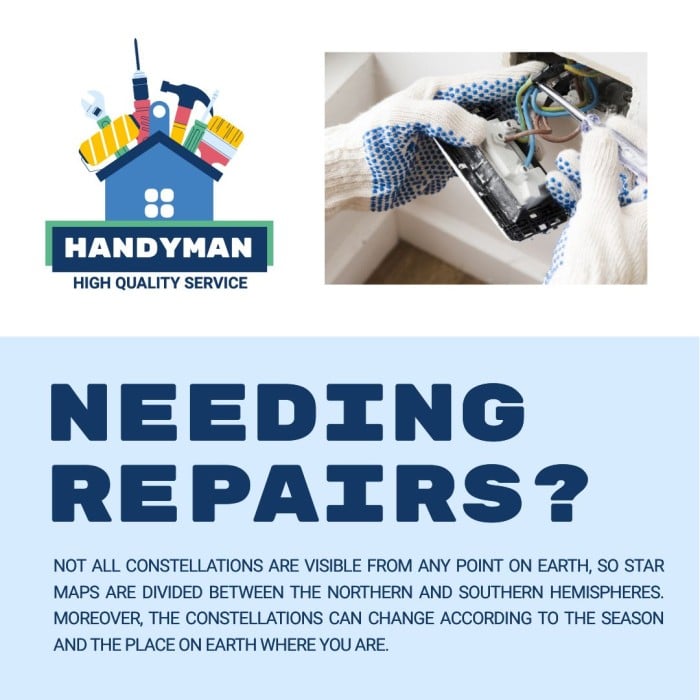 HANDYMAN
HIGH QUALITY SERVICE
NEEDING
REPAIRS?
NOT ALL CONSTELLATIONS ARE VISIBLE FROM ANY POINT ON EARTH, SO STAR
MAPS ARE DIVIDED BETWEEN THE NORTHERN AND SOUTHERN HEMISPHERES.
MOREOVER, THE CONSTELLATIONS CAN CHANGE ACCORDING TO THE SEASON
AND THE PLACE ON EARTH WHERE YOU ARE.